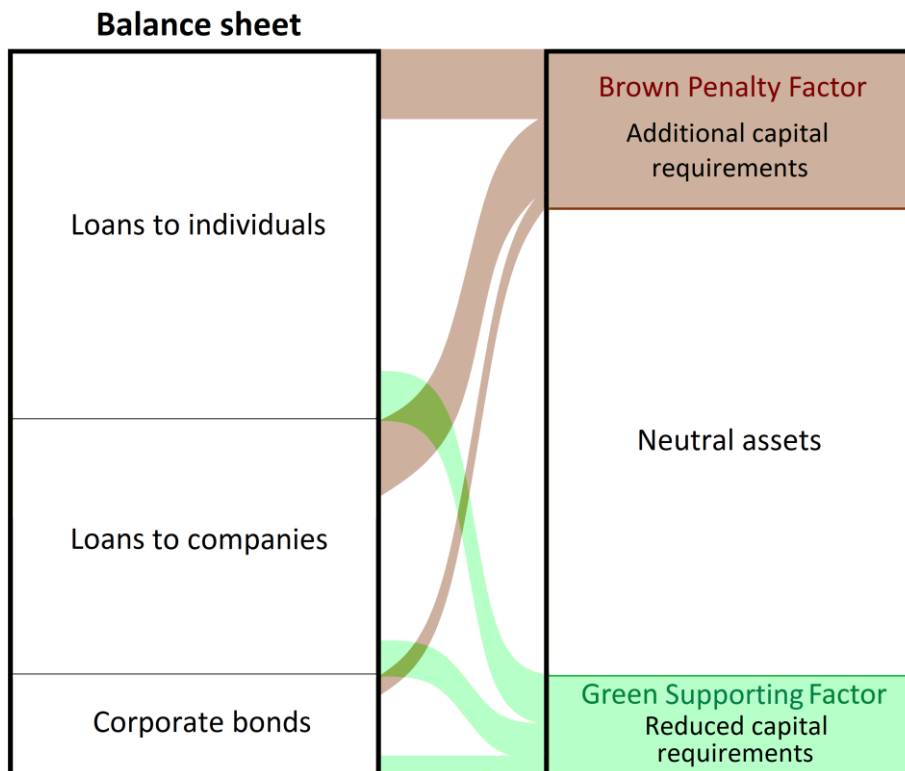 Balance sheet
Loans to individuals
Loans to companies
Corporate bonds
Brown Penalty Factor
Additional capital
requirements
Neutral assets
Green Supporting Factor
Reduced capital
requirements